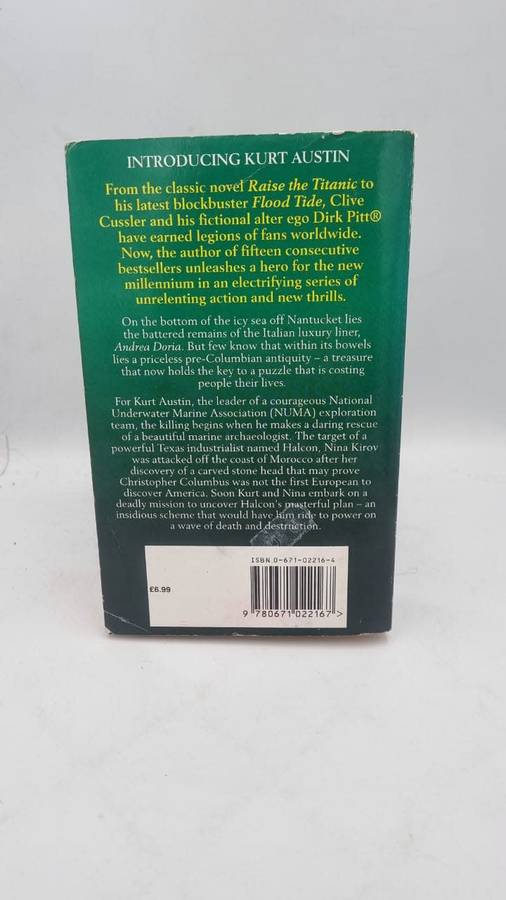 INTRODUCING KURT AUSTIN
From the classic novel Raise the Titanic to
his latest blockbuster Flood Tide, Clive
Cussler and his fictional alter ego Dirk Pitt®
have earned legions of fans worldwide.
Now, the author of fifteen consecutive
bestsellers unleashes a hero for the new
millennium in an electrifying series of
unrelenting action and new thrills.
On the bottom of the icy sea off Nantucket lies
the battered remains of the Italian luxury liner,
Andrea Doria. But few know that within its bowels
lies a priceless pre-Columbian antiquity – a treasure
that now holds the key to a puzzle that is costing
people their lives.
For Kurt Austin, the leader of a courageous National
Underwater Marine Association (NUMA) exploration
team, the killing begins when he makes a daring rescue
of a beautiful marine archaeologist. The target of a
powerful Texas industrialist named Halcon, Nina Kirov
was attacked off the coast of Morocco after her
discovery of a carved stone head that may prove
Christopher Columbus was not the first European to
discover America. Soon Kurt and Nina embark on a
deadly mission to uncover Halcon's masterful plan – an
insidious scheme that would have him ride to power on
a wave of death and destruction.
ISBN 0-671-02216-4
£6.99
9 780671 022167 >